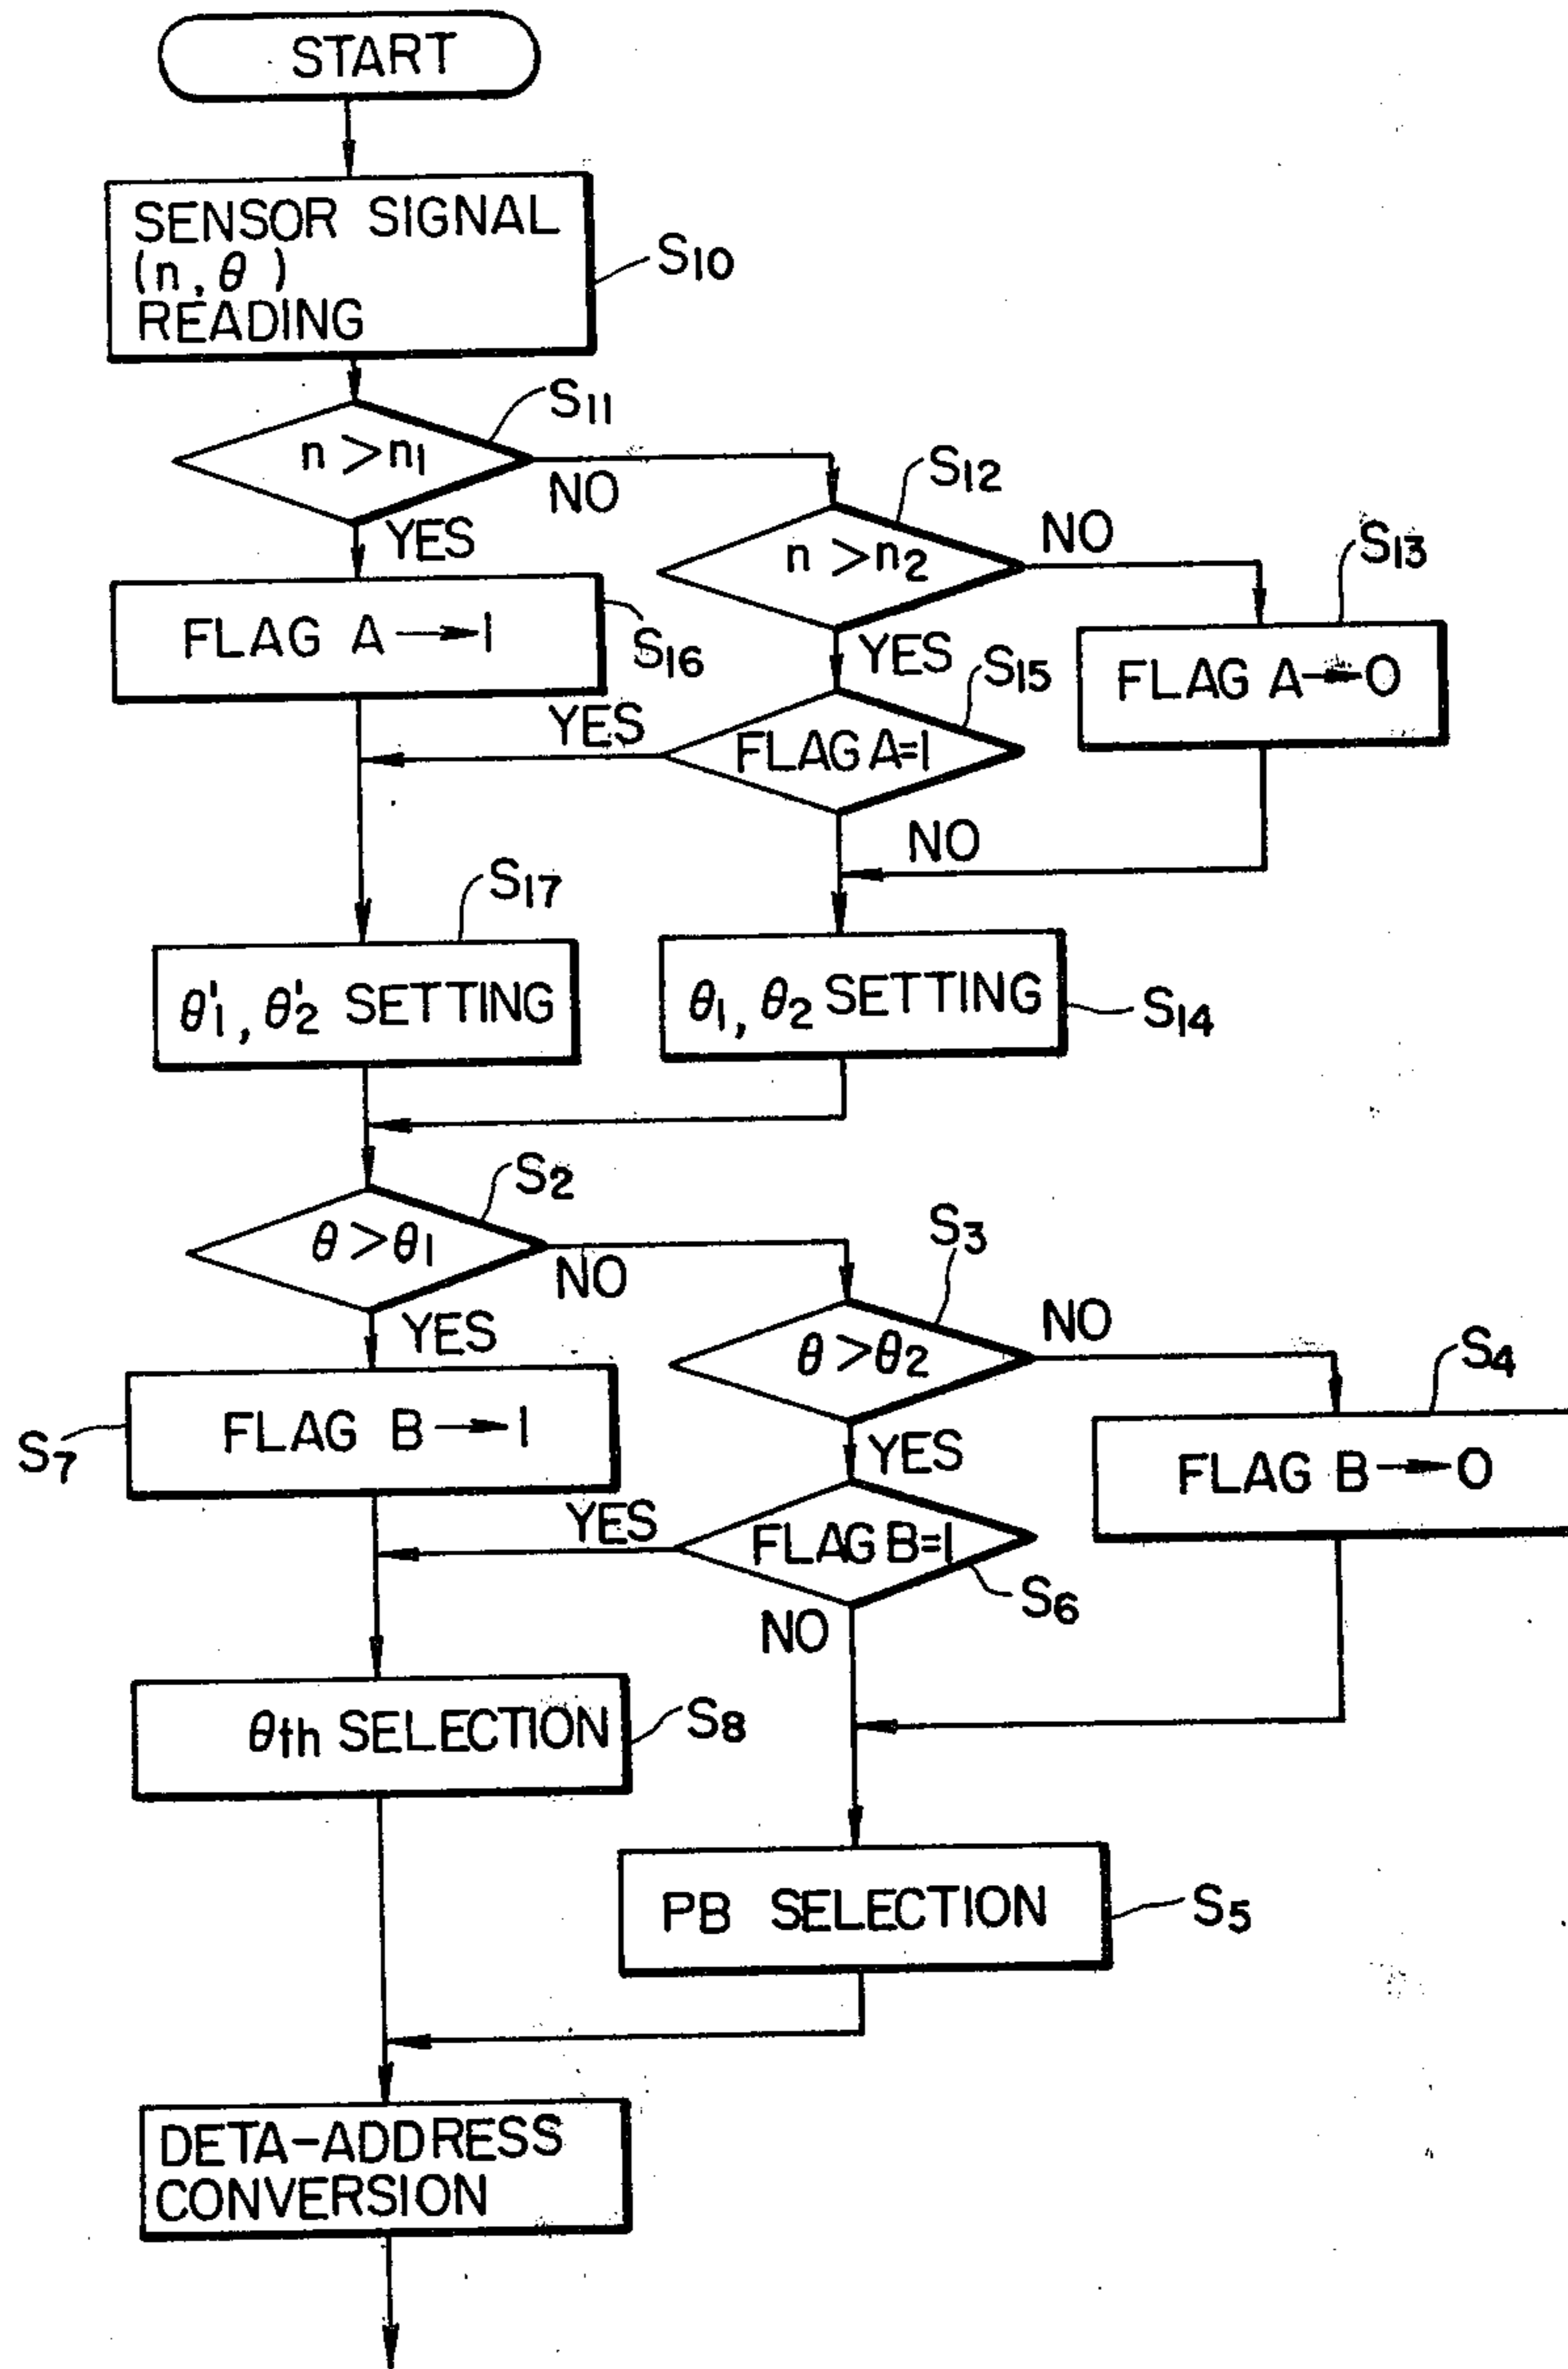 START
SENSOR SIGNAL
(n, θ)
READING
S10
n > n1
S11
NO
YES
n > n2
S12
NO
YES
S13
FLAG A → 1
S16
FLAG A → 0
FLAG A=1
S15
YES
NO
S17
θ'1, θ'2 SETTING
θ1, θ2 SETTING
S14
θ > θ1
S2
NO
YES
S3
θ > θ2
NO
YES
S4
FLAG B → 1
S7
FLAG B → 0
YES
FLAG B=1
S6
NO
θth SELECTION
S8
PB SELECTION
S5
DETA-ADDRESS
CONVERSION